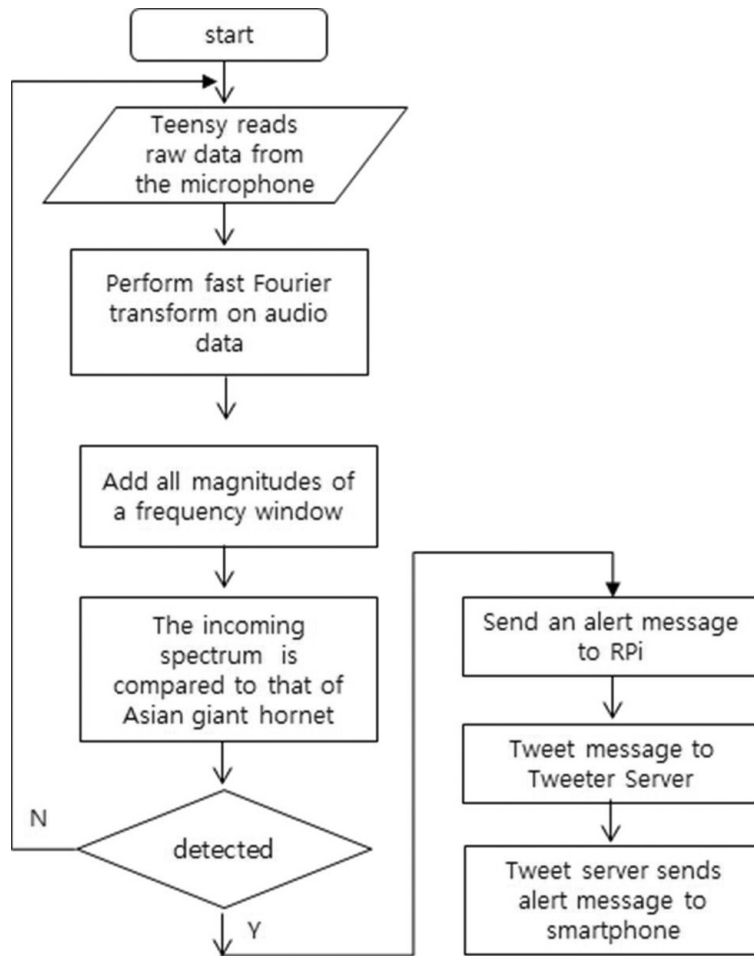 start
Teensy reads
raw data from
the microphone
Perform fast Fourier
transform on audio
data
Add all magnitudes of
a frequency window
The incoming
spectrum is
compared to that of
Asian giant hornet
N
detected
Y
Send an alert message
to RPi
Tweet message to
Tweeter Server
Tweet server sends
alert message to
smartphone